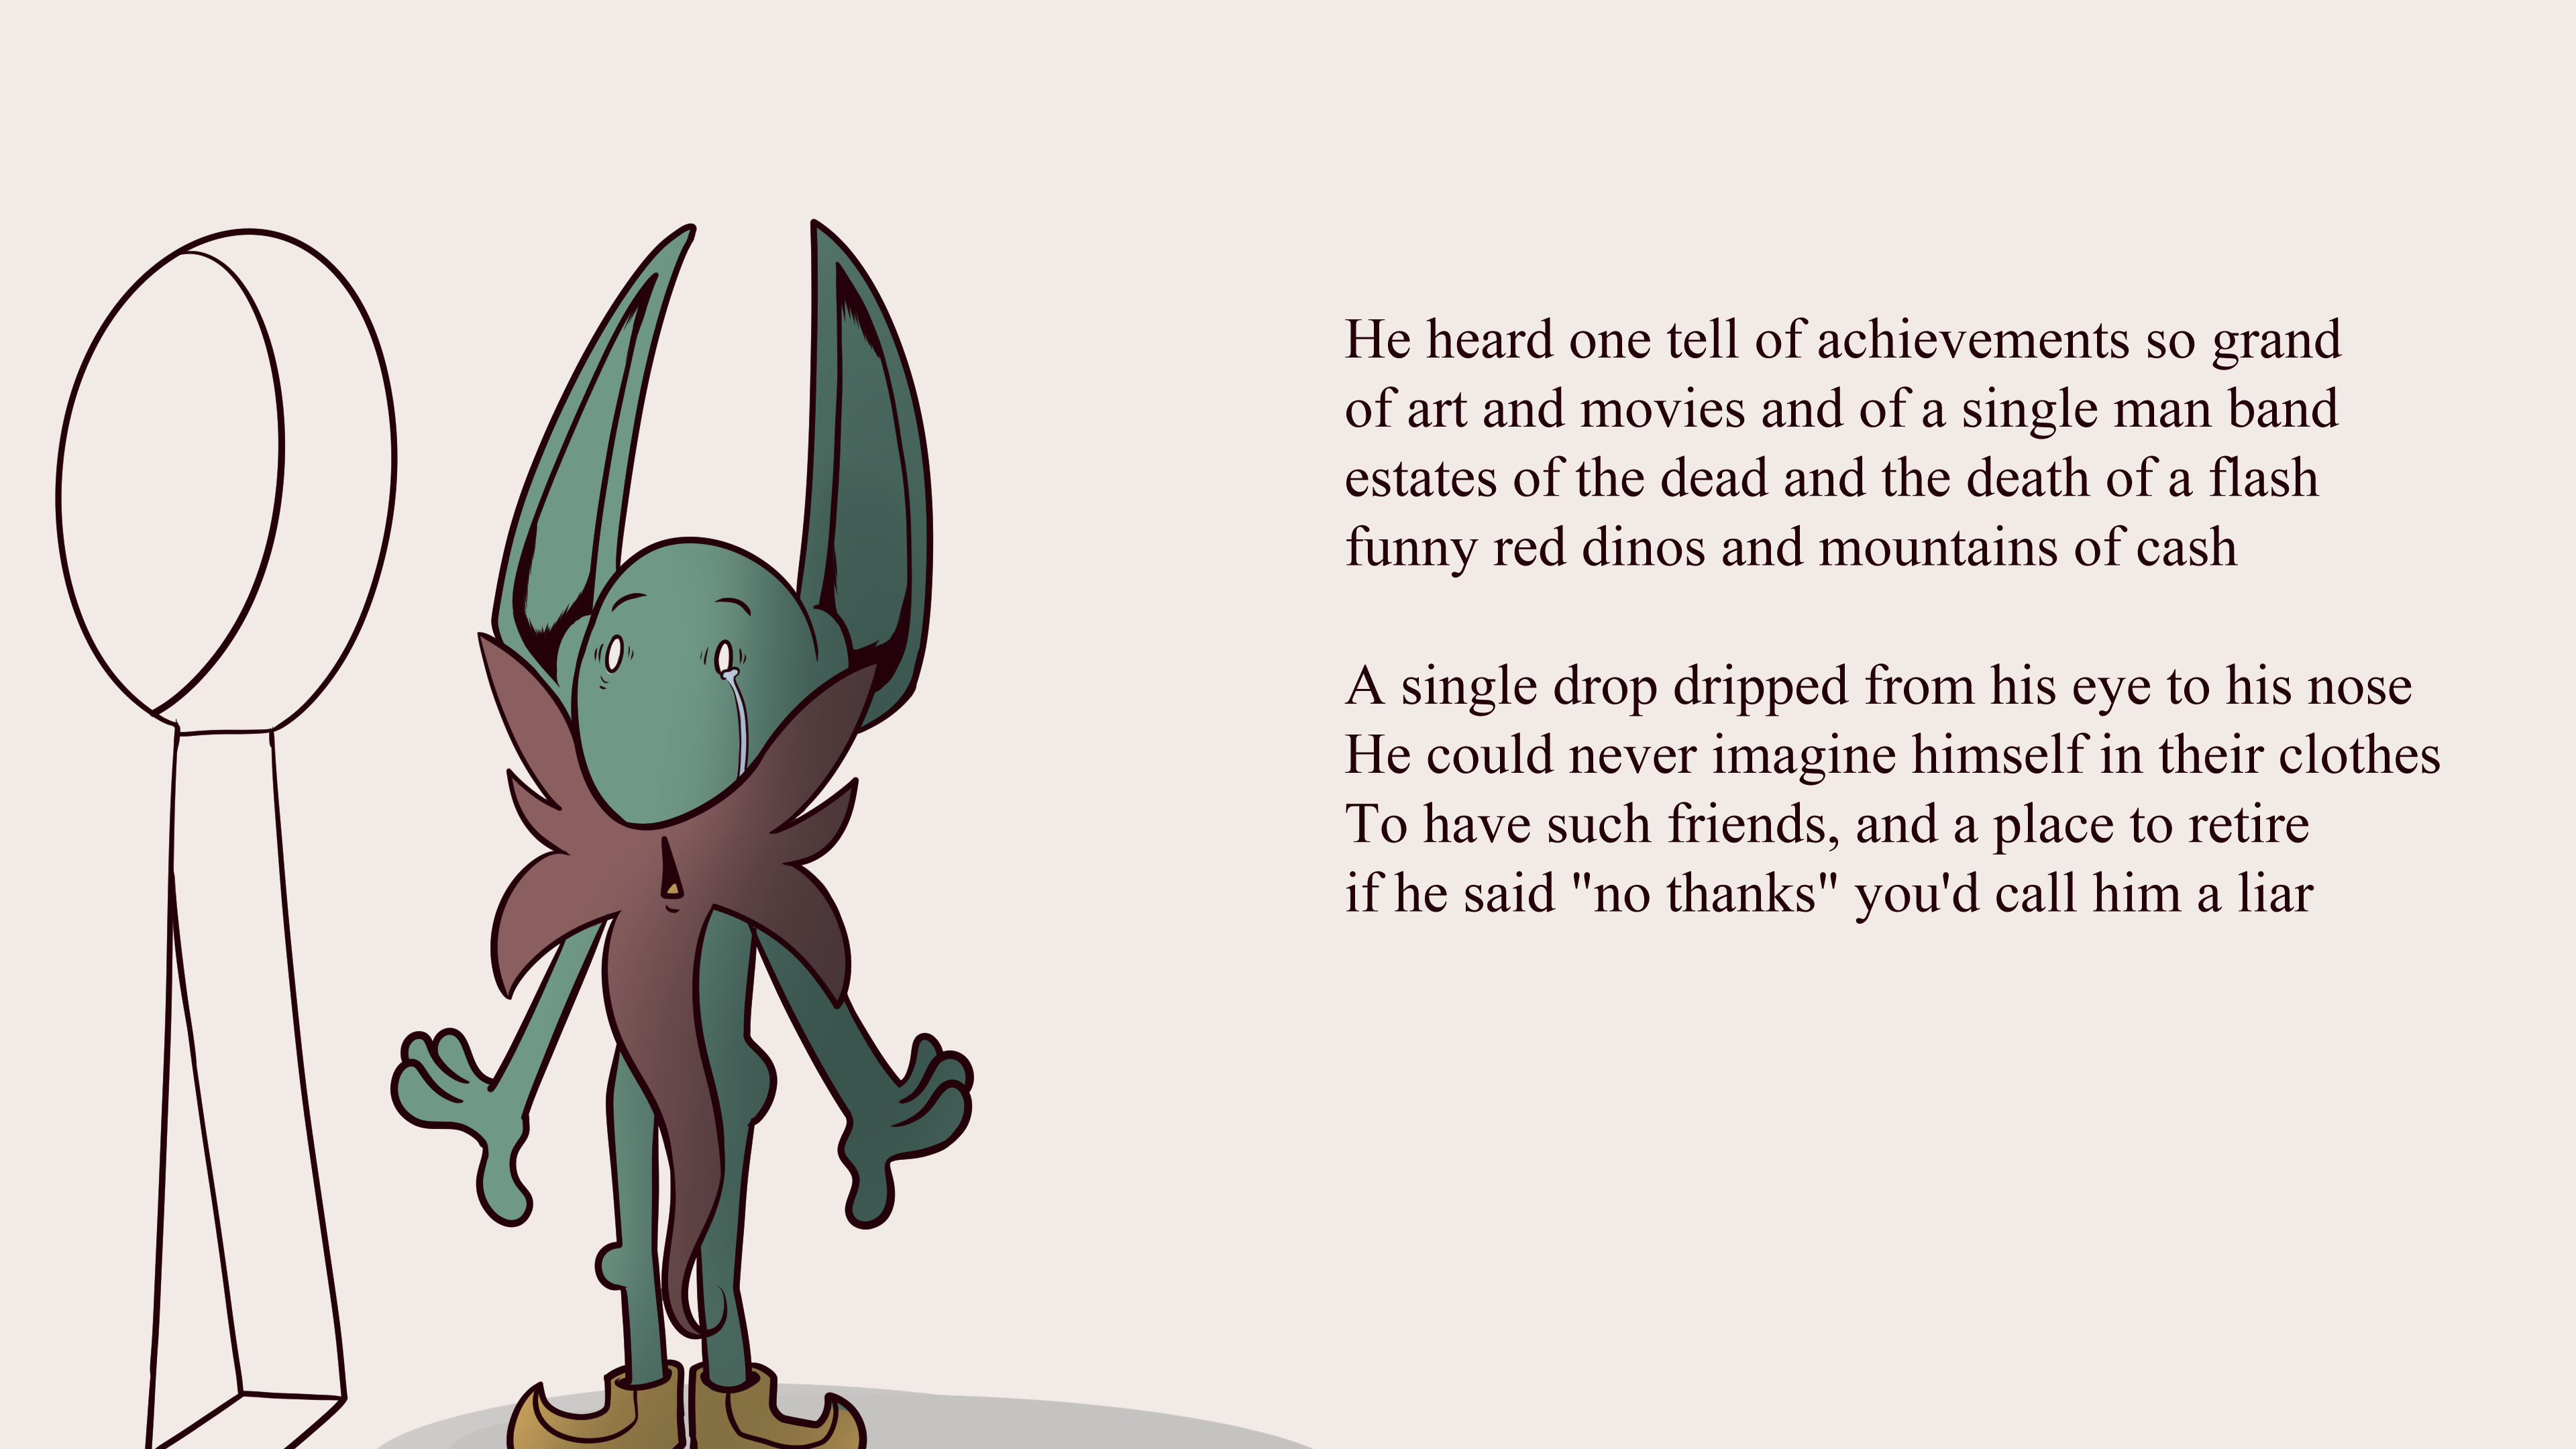 He heard one tell of achievements so grand
of art and movies and of a single man band
estates of the dead and the death of a flash
funny red dinos and mountains of cash
A single drop dripped from his eye to his nose
He could never imagine himself in their clothes
To have such friends, and a place to retire
if he said "no thanks" you'd call him a liar